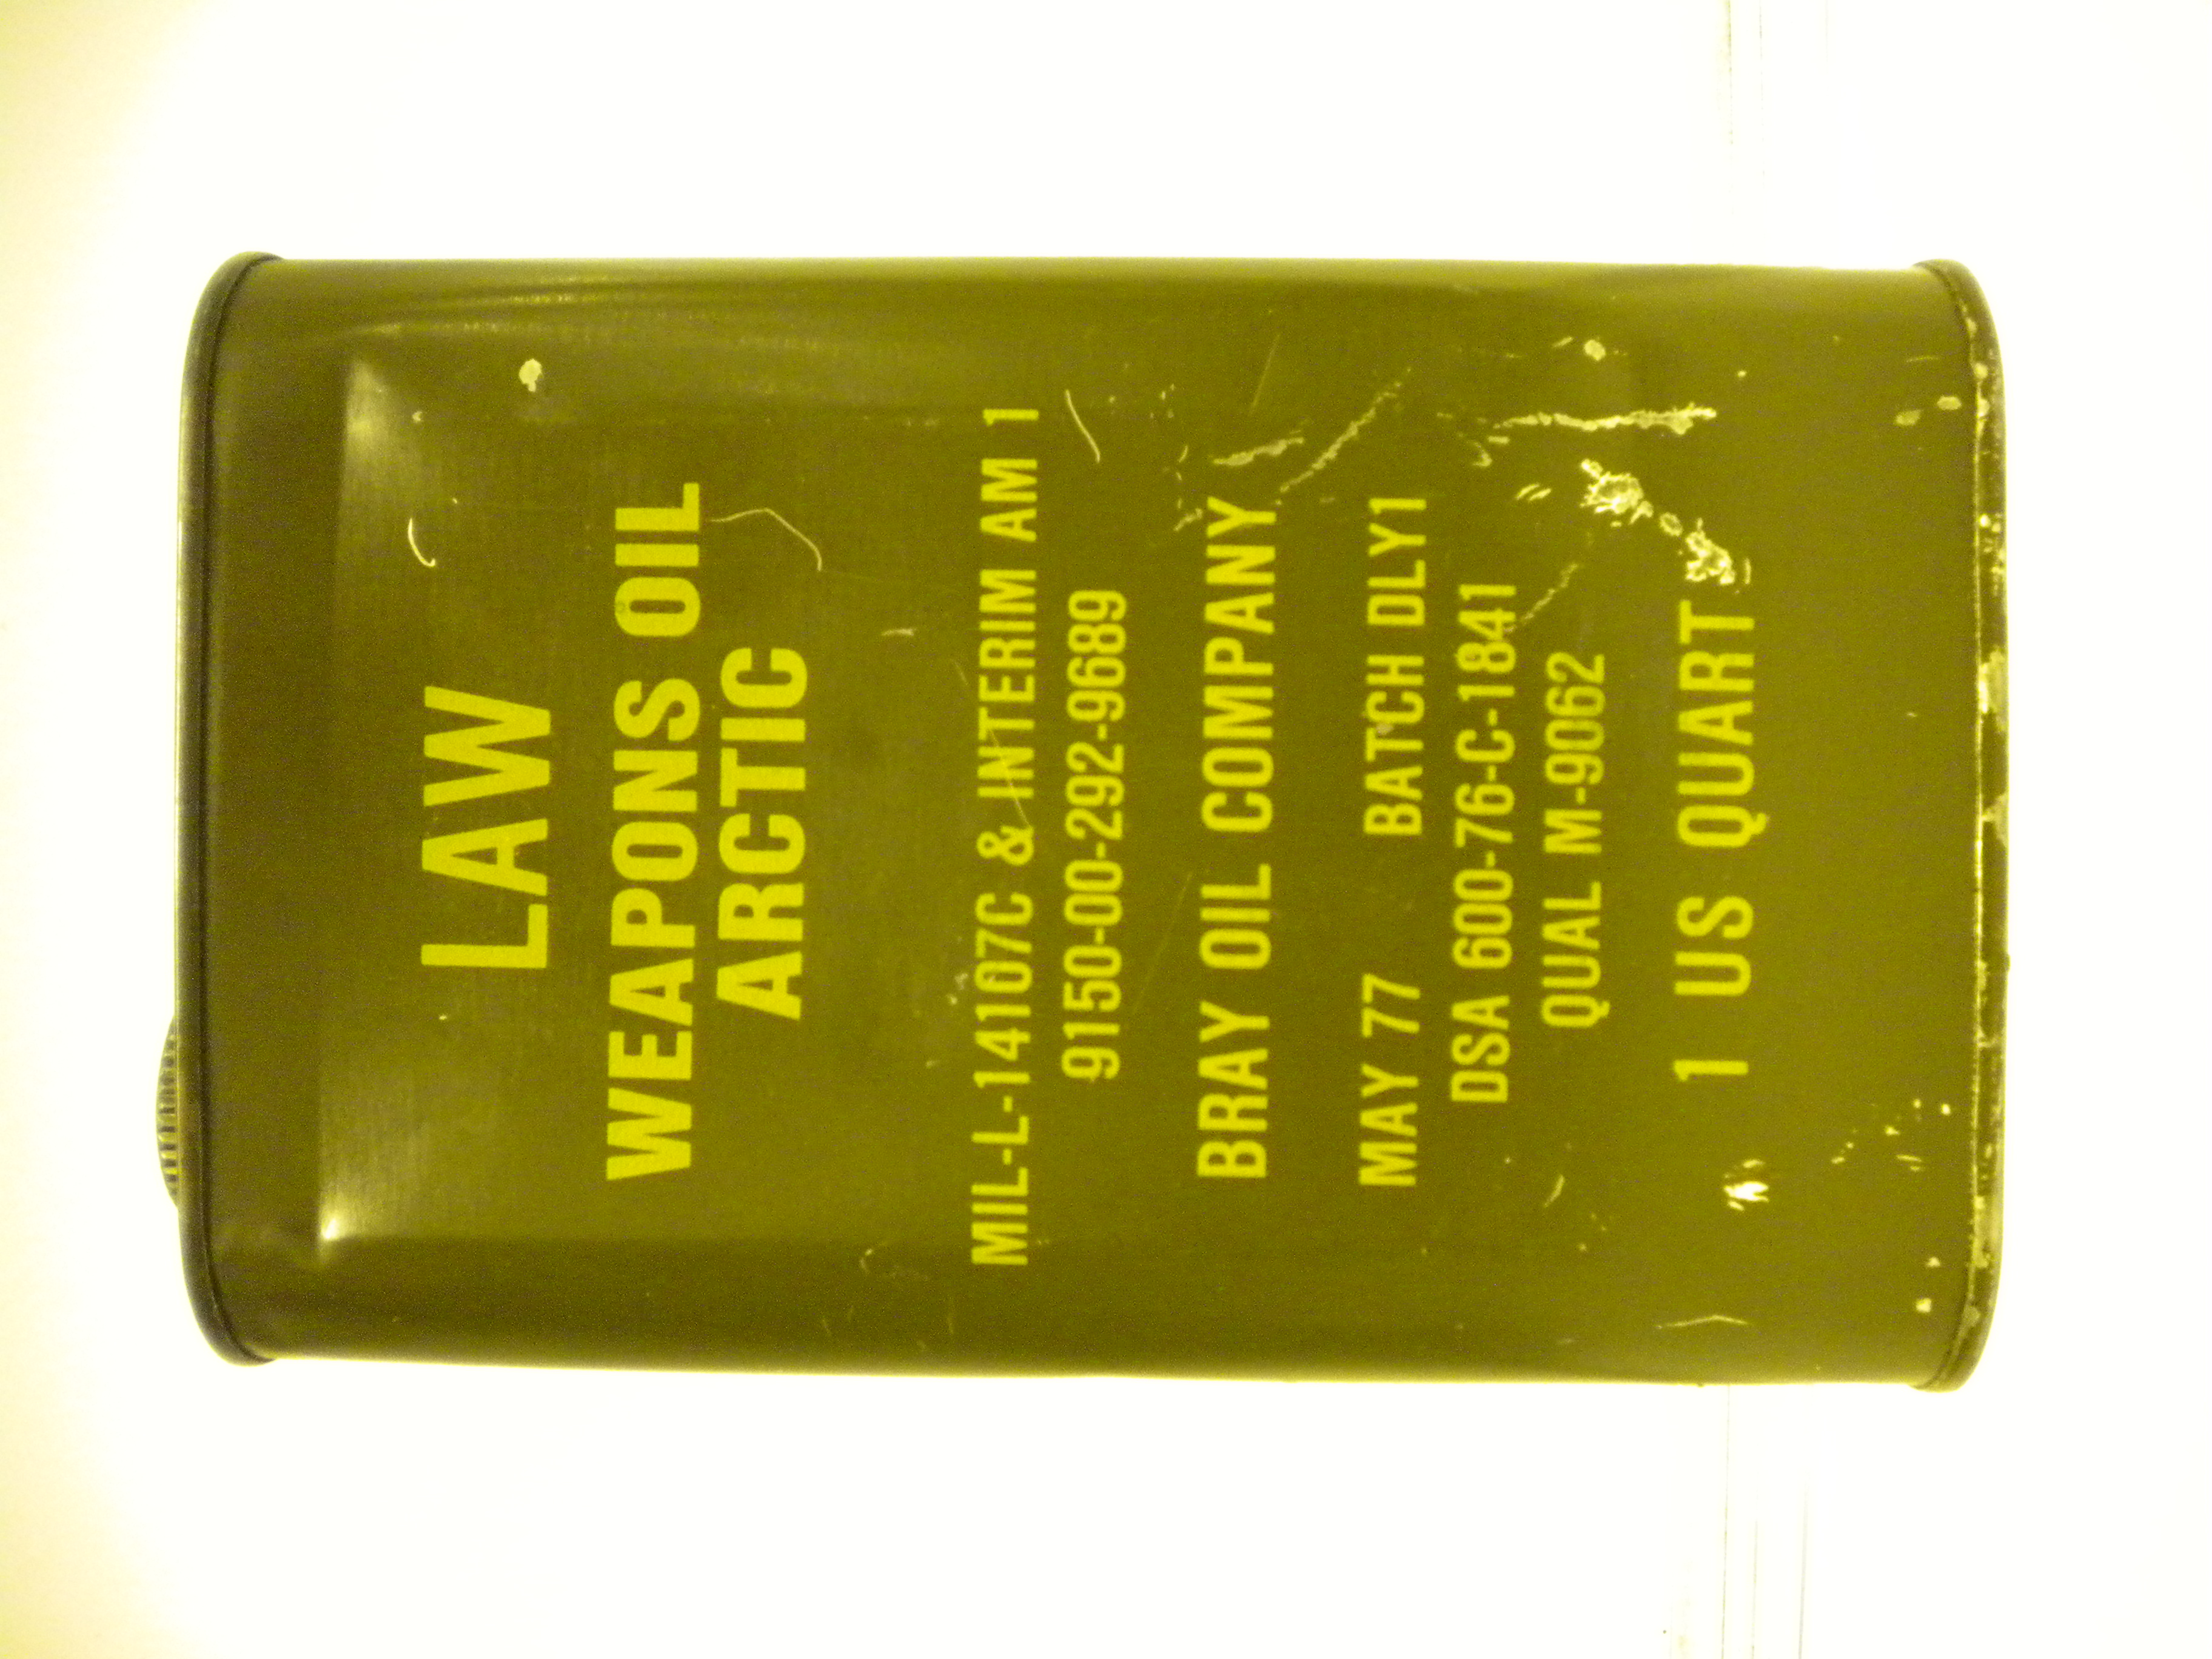 LAW
WEAPONS OIL
ARCTIC
MIL-L-14107C & INTERIM AM 1
9150-00-292-9689
BRAY OIL COMPANY
MAY 77 BATCH DLY1
DSA 600-76-C-1841
QUAL M-9062
1 US QUART